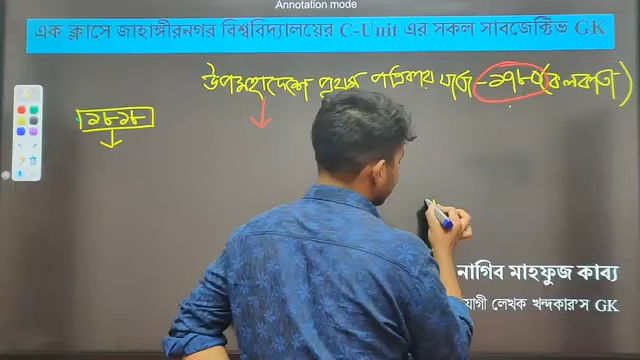 Annotation mode
এক ক্লাসে জাহাঙ্গীরনগর বিশ্ববিদ্যালয়ের C-Unit এর সকল সাবজেক্টিভ GK
উপমহাদেশে প্রথম পত্রিকার যাত্রা - ১৭৮০ (কলকাতা)
১৮১৮
নাগিব মাহফুজ কাব্য
যোগী লেখক খন্দকার'স GK